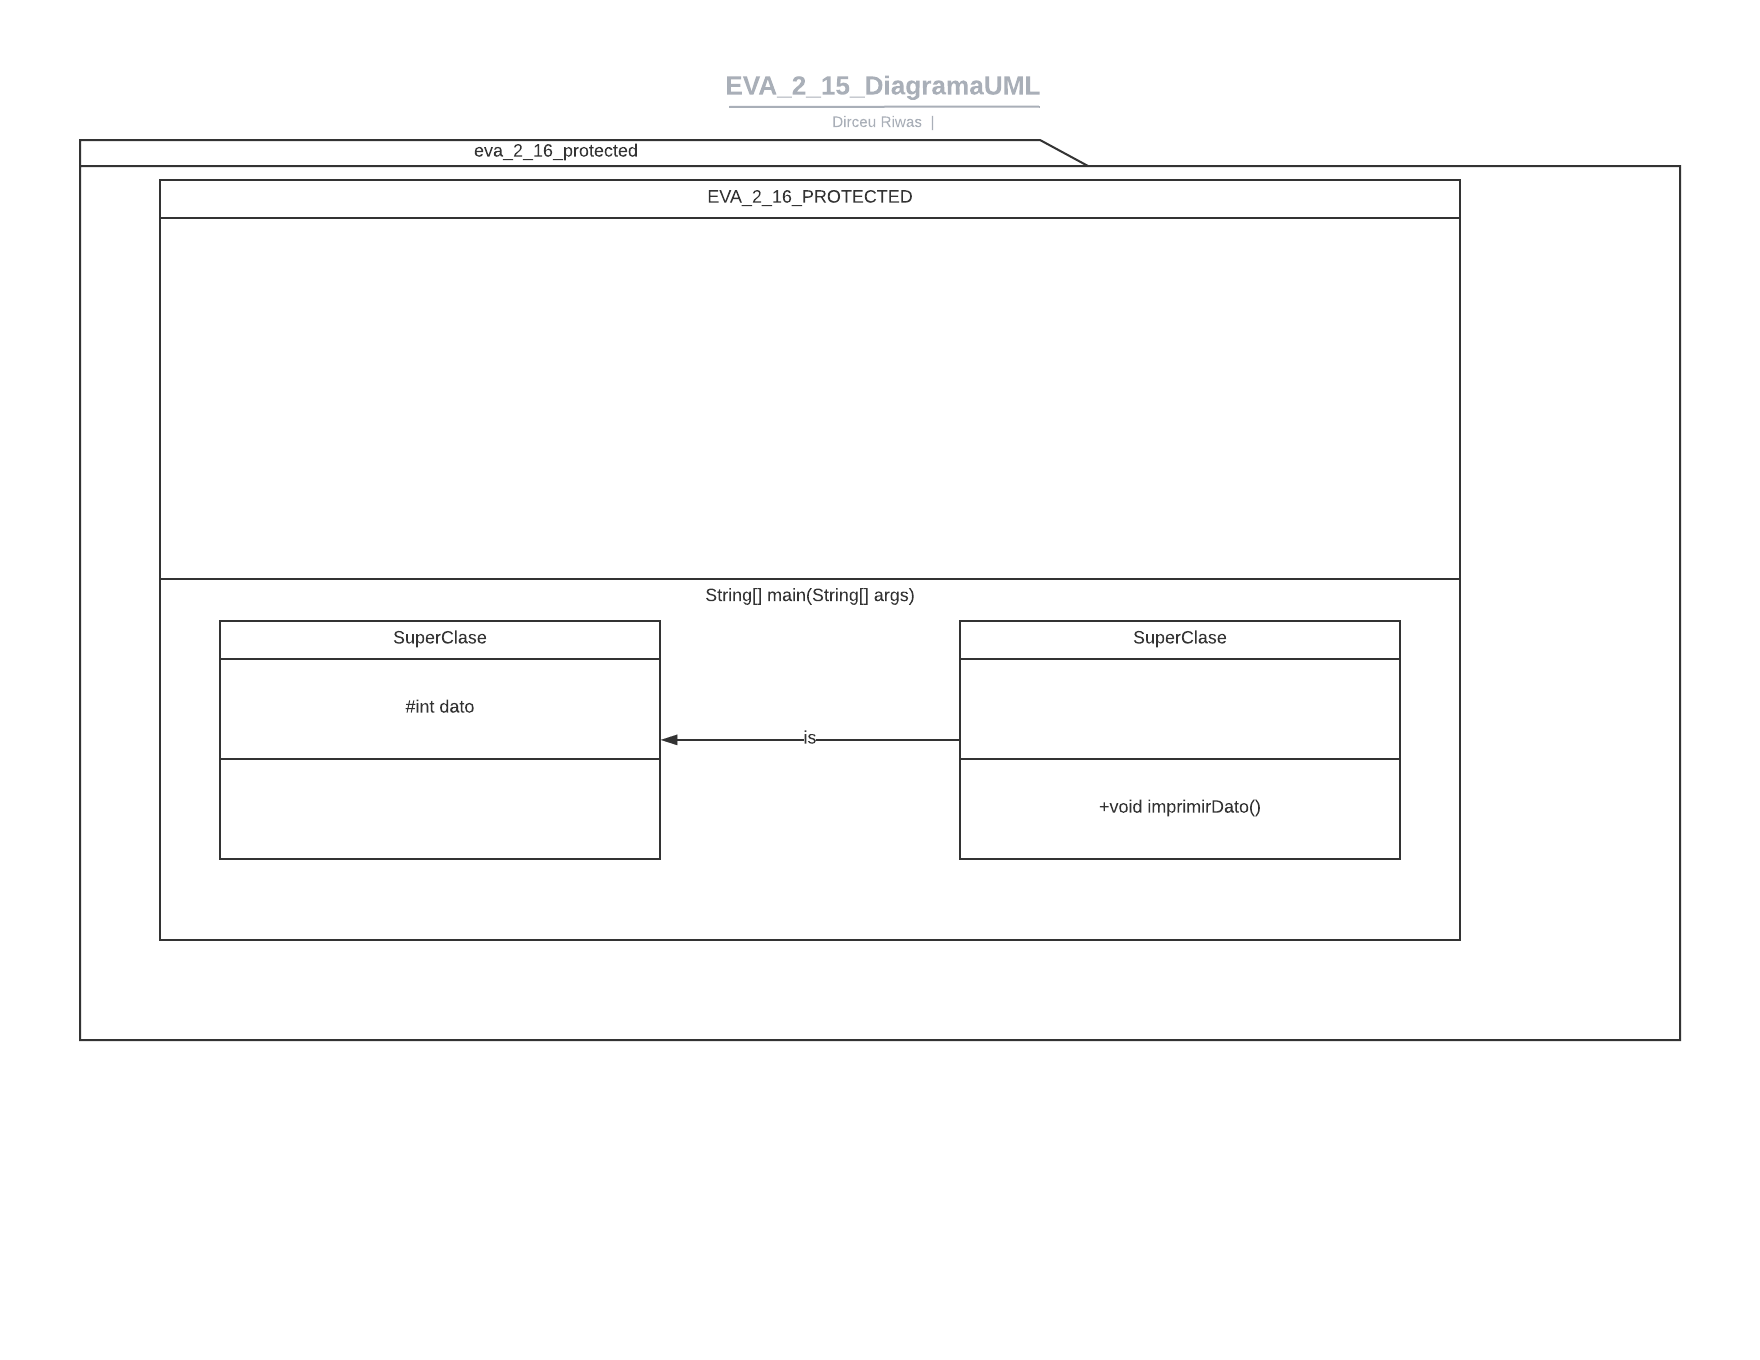 EVA_2_15_DiagramaUML
Dirceu Riwas |
eva_2_16_protected
EVA_2_16_PROTECTED
String[] main(String[] args)
SuperClase
#int dato
is
SuperClase
+void imprimirDato()